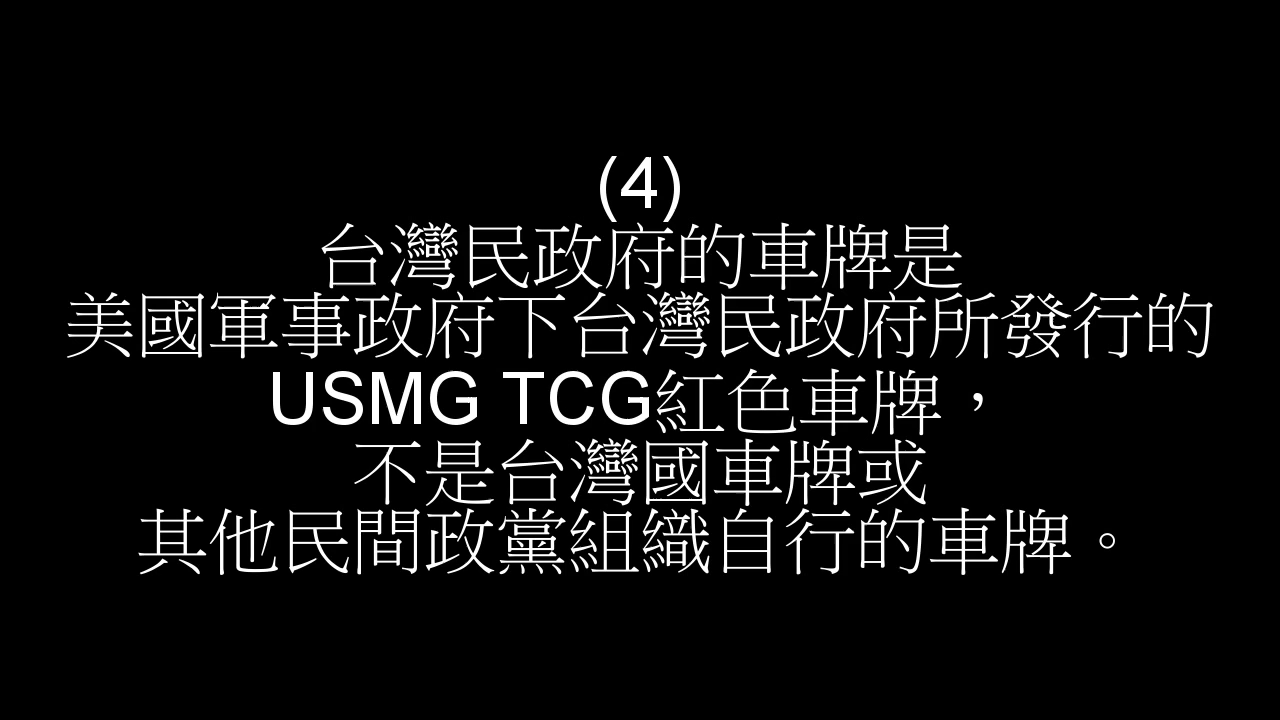 (4)
台灣民政府的車牌是
美國軍事政府下台灣民政府所發行的
USMG TCG紅色車牌，
不是台灣國車牌或
其他民間政黨組織自行的車牌。